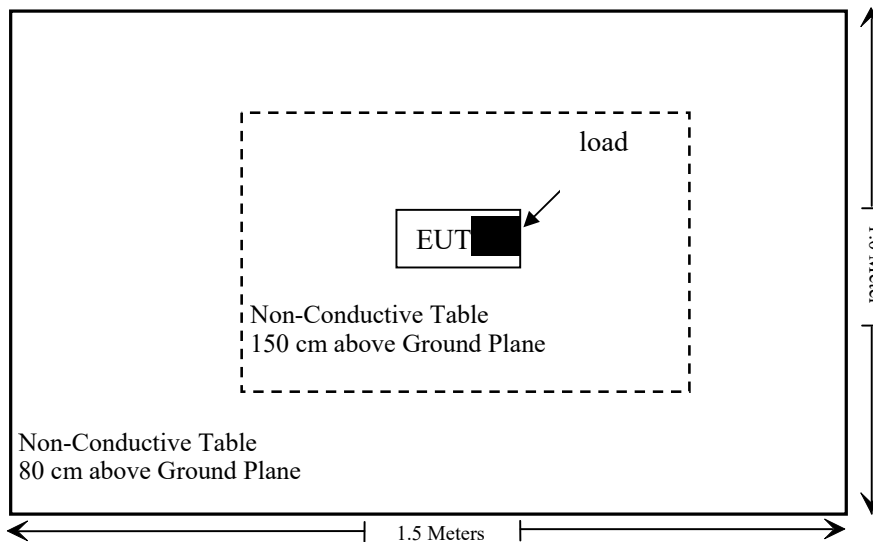 load
EUT
Non-Conductive Table
150 cm above Ground Plane
Non-Conductive Table
80 cm above Ground Plane
1.5 Meters